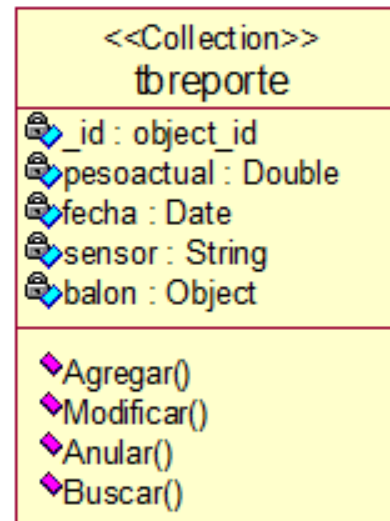 <<Collection>>
tbreporte
_id : object_id
pesoactual : Double
fecha : Date
sensor : String
balon : Object
Agregar()
Modificar()
Anular()
Buscar()